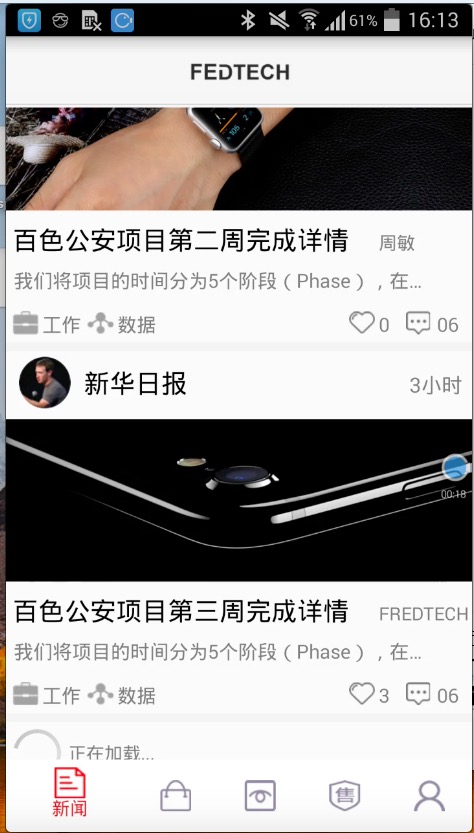 61% 16:13
FEDTECH
百色公安项目第二周完成详情 周敏
我们将项目的时间分为5个阶段（Phase），在...
工作 数据 0 06
新华日报 3小时
00:18
百色公安项目第三周完成详情 FREDTECH
我们将项目的时间分为5个阶段（Phase），在...
工作 数据 3 06
正在加载...
新闻 售